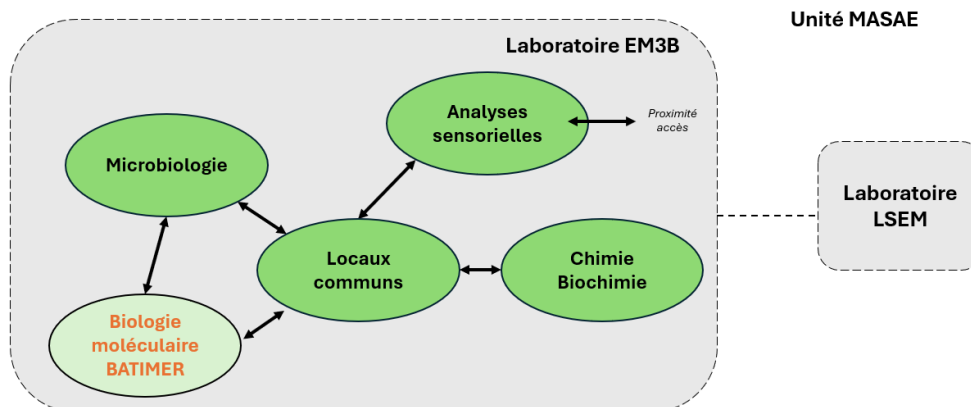 Unité MASAE
Laboratoire EM3B
Analyses
sensorielles
Proximité
accès
Microbiologie
Laboratoire
LSEM
Locaux
communs
Chimie
Biochimie
Biologie
moléculaire
BATIMER